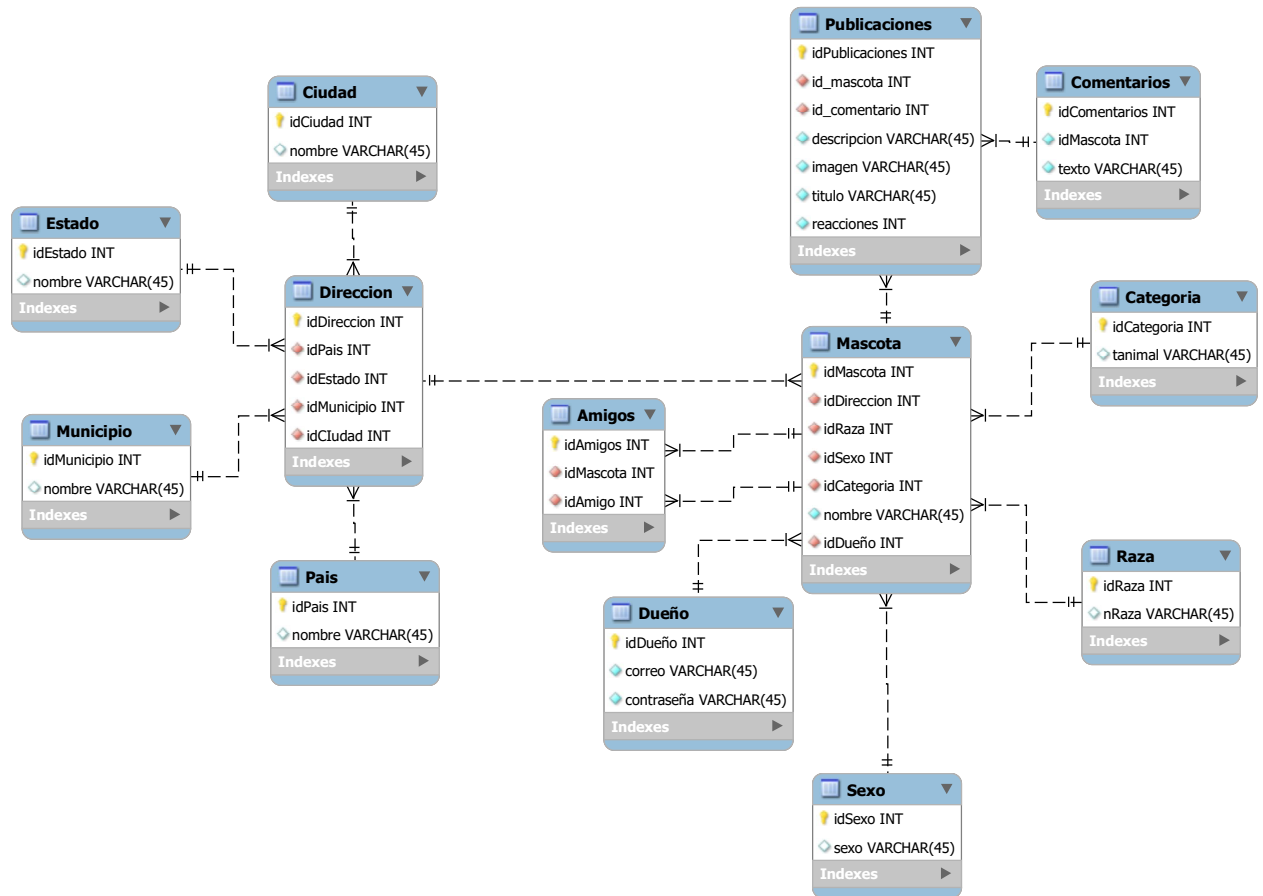 Publicaciones
idPublicaciones INT
id_mascota INT
id_comentario INT
descripcion VARCHAR(45)
imagen VARCHAR(45)
titulo VARCHAR(45)
reacciones INT
Indexes
Comentarios
idComentarios INT
idMascota INT
texto VARCHAR(45)
Indexes
Ciudad
idCiudad INT
nombre VARCHAR(45)
Indexes
Estado
idEstado INT
nombre VARCHAR(45)
Indexes
Direccion
idDireccion INT
idPais INT
idEstado INT
idMunicipio INT
idCIudad INT
Indexes
Categoria
idCategoria INT
tanimal VARCHAR(45)
Indexes
Mascota
idMascota INT
idDireccion INT
idRaza INT
idSexo INT
idCategoria INT
nombre VARCHAR(45)
idDueño INT
Indexes
Amigos
idAmigos INT
idMascota INT
idAmigo INT
Indexes
Municipio
idMunicipio INT
nombre VARCHAR(45)
Indexes
Pais
idPais INT
nombre VARCHAR(45)
Indexes
Dueño
idDueño INT
correo VARCHAR(45)
contraseña VARCHAR(45)
Indexes
Raza
idRaza INT
nRaza VARCHAR(45)
Indexes
Sexo
idSexo INT
sexo VARCHAR(45)
Indexes